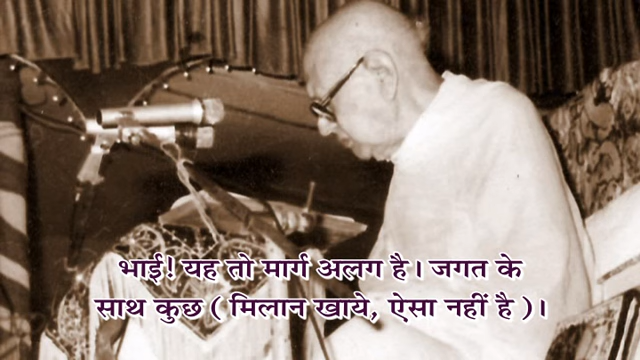 भाई! यह तो मार्ग अलग है। जगत के
साथ कुछ ( मिलान खाये, ऐसा नहीं है )।